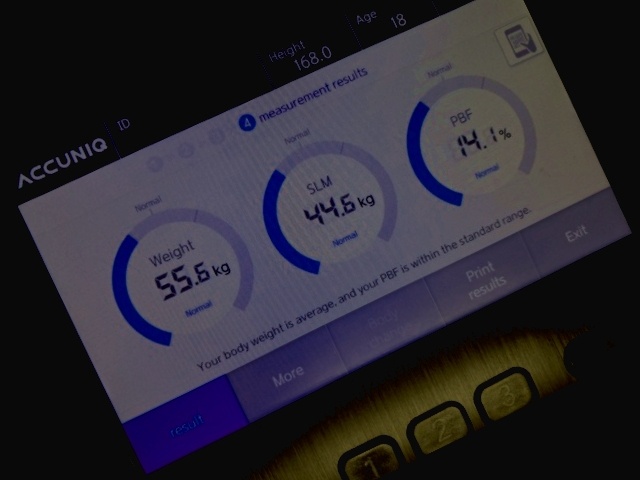 Height
168.0
Age
18
ACCUNIQ
ID
4 measurement results
Normal
Weight
55.6 kg
Normal
Normal
SLM
44.6 kg
Normal
Normal
PBF
14.1%
Normal
Your body weight is average, and your PBF is within the standard range.
result
More
Print
results
Exit
1
2
3